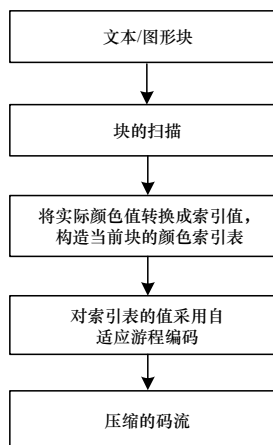 文本/图形块
块的扫描
将实际颜色值转换成索引值，
构造当前块的颜色索引表
对索引表的值采用自
适应游程编码
压缩的码流